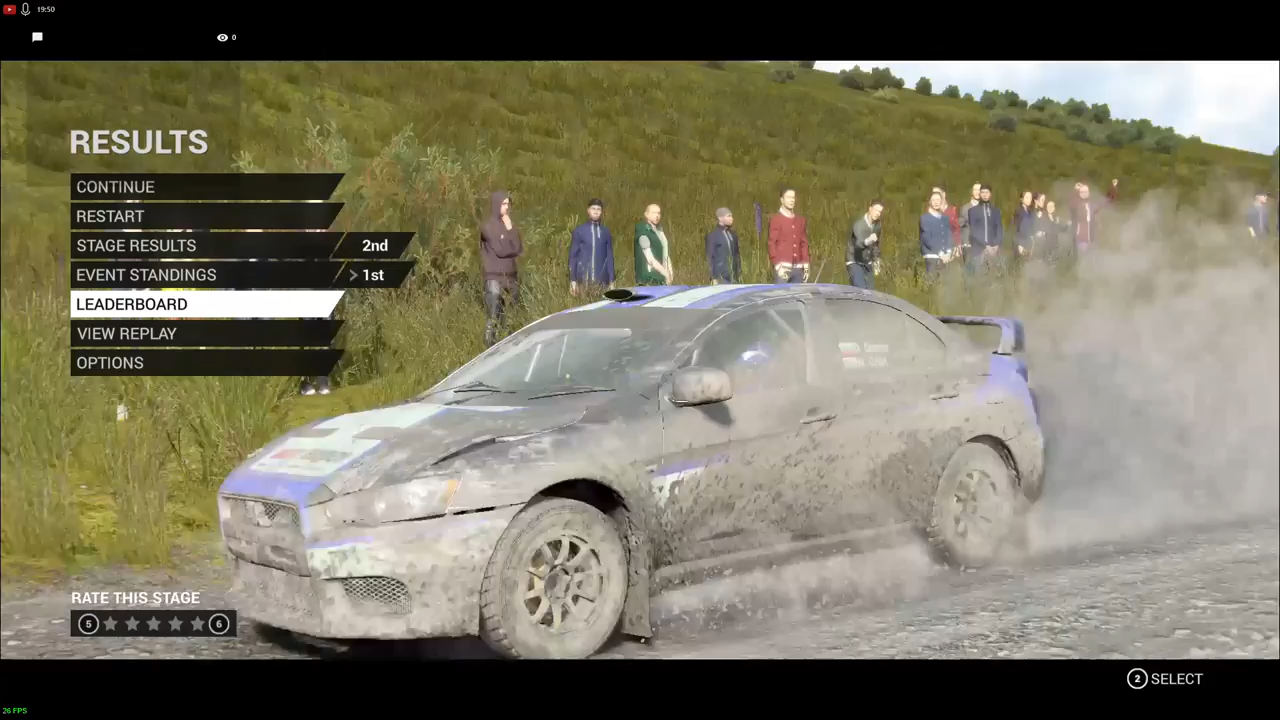 19:50
0
RESULTS
CONTINUE
RESTART
STAGE RESULTS 2nd
EVENT STANDINGS > 1st
LEADERBOARD
VIEW REPLAY
OPTIONS
RATE THIS STAGE
5 6
2 SELECT
26 FPS